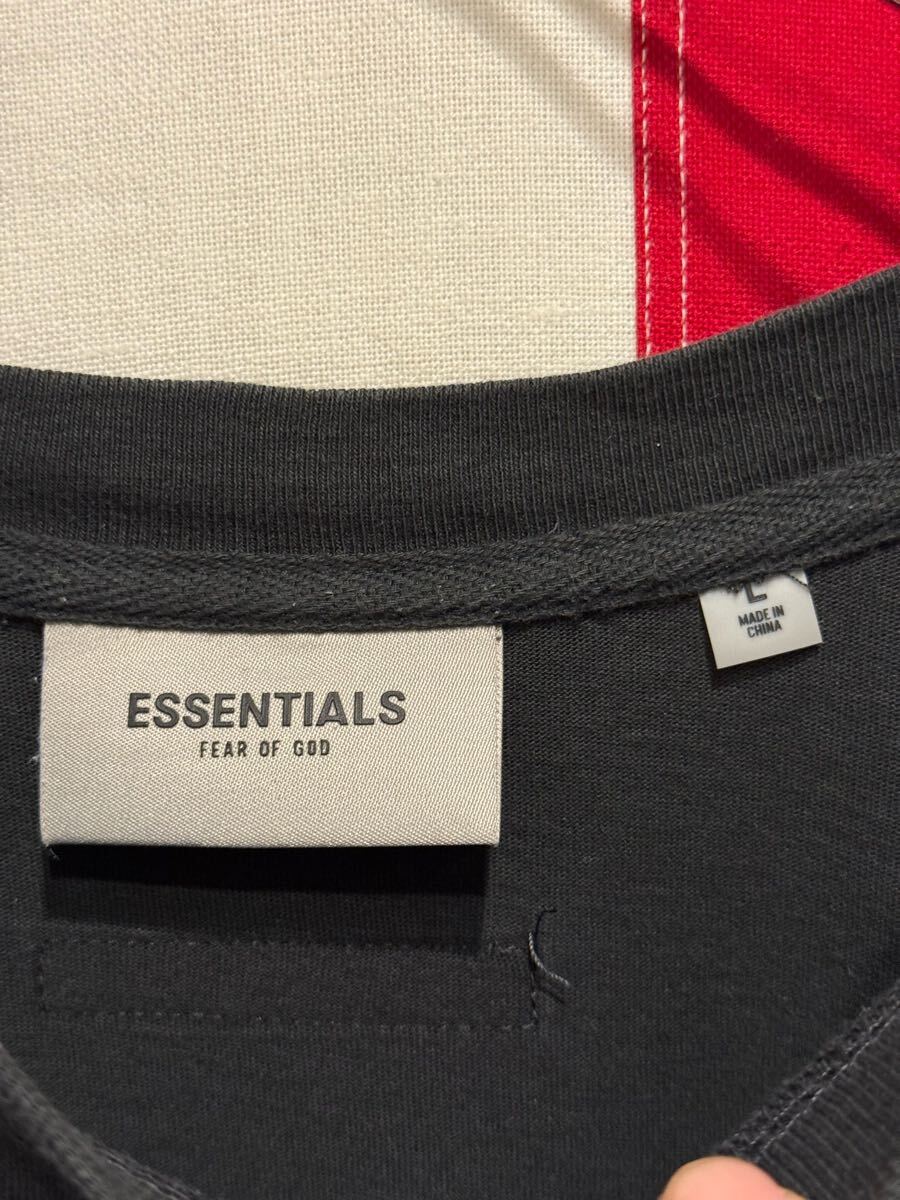 ESSENTIALS
FEAR OF GOD
L
MADE IN
CHINA